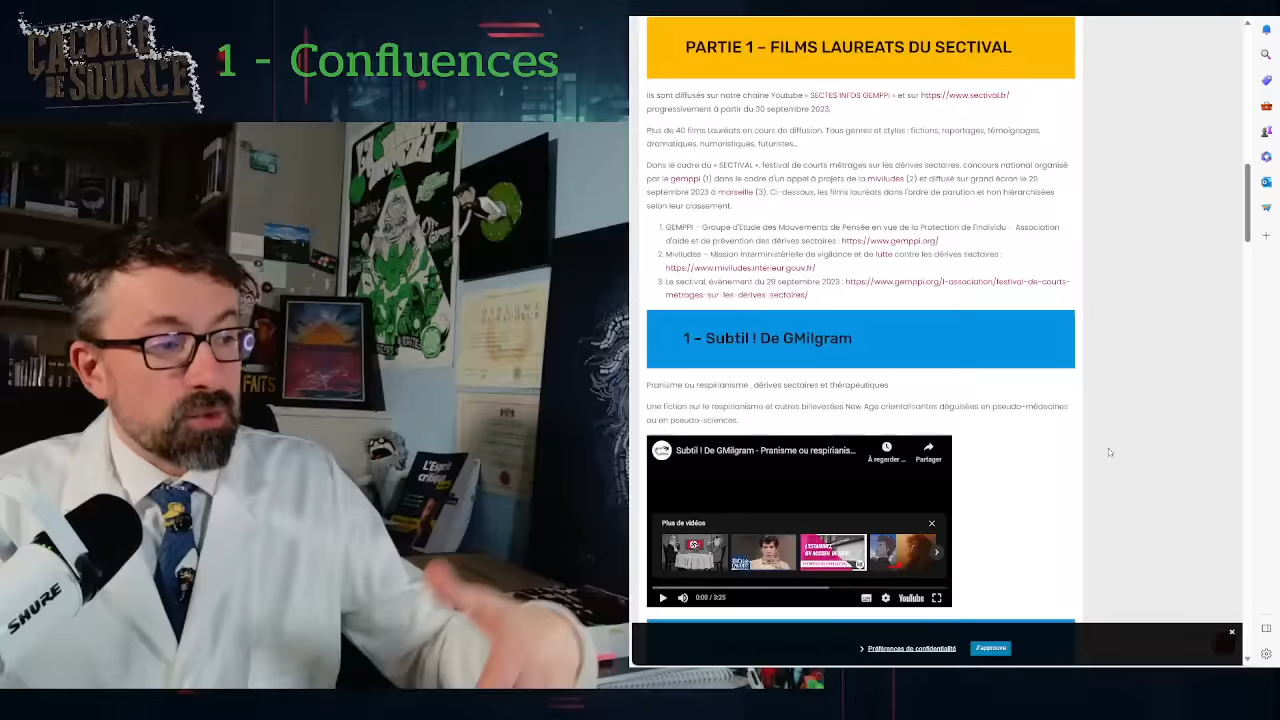 ÇA QUOI
DE SOURCE
1 - Confluences
FAITS
L'Esprit
critique
SHURE
PARTIE 1 – FILMS LAUREATS DU SECTIVAL
Ils sont diffusés sur notre chaine Youtube « SECTES INFOS GEMPPI » et sur https://www.sectival.fr/
progressivement à partir du 30 septembre 2023.
Plus de 40 films Lauréats en cours de diffusion. Tous genres et styles : fictions, reportages, témoignages,
dramatiques, humoristiques, futuristes...
Dans le cadre du « SECTIVAL », festival de courts métrages sur les dérives sectaires, concours national organisé
par le gemppi (1) dans le cadre d'un appel à projets de la miviludes (2) et diffusé sur grand écran le 29
septembre 2023 à marseille (3). Ci-dessous, les films lauréats dans l'ordre de parution et non hiérarchisées
selon leur classement.
1. GEMPPI – Groupe d'Etude des Mouvements de Pensée en vue de la Protection de l'Individu – Association
d'aide et de prévention des dérives sectaires : https://www.gemppi.org/
2. Miviludes – Mission interministérielle de vigilance et de lutte contre les dérives sectaires :
https://www.miviludes.interieur.gouv.fr/
3. Le sectival, évènement du 29 septembre 2023 : https://www.gemppi.org/l-association/festival-de-courts-
metrages-sur-les-derives-sectaires/
1 – Subtil ! De GMilgram
Pranisme ou respirianisme , dérives sectaires et thérapeutiques
Une fiction sur le respirianisme et autres billevesées New Age orientalisantes déguisées en pseudo-médecines
ou en pseudo-sciences.
Subtil ! De GMilgram - Pranisme ou respirianis...
À regarder ...
Partager
Plus de vidéos
0:00 / 3:25
YouTube
Préférences de confidentialité
J'approuve